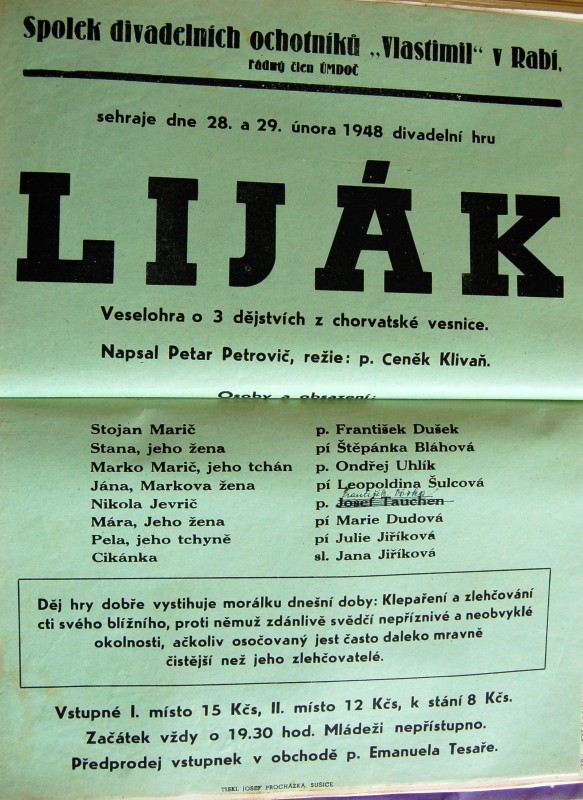 Spolek divadelních ochotníků „Vlastimil" v Rabí.
řádný člen ÚMDOČ
sehraje dne 28. a 29. února 1948 divadelní hru
LIJÁK
Veselohra o 3 dějstvích z chorvatské vesnice.
Napsal Petar Petrovič, režie: p. Ceněk Klivaň.
Osoby a obsazení:
Stojan Marič p. František Dušek
Stana, jeho žena pí Štěpánka Bláhová
Marko Marič, jeho tchán p. Ondřej Uhlík
Jána, Markova žena pí Leopoldina Šulcová
František
Nikola Jevrič p. Josef Tauchen
Mára, Jeho žena pí Marie Dudová
Pela, jeho tchyně pí Julie Jiříková
Cikánka sl. Jana Jiříková
Děj hry dobře vystihuje morálku dnešní doby: Klepaření a zlehčování
cti svého bližního, proti němuž zdánlivě svědčí nepříznivé a neobvyklé
okolnosti, ačkoliv osočovaný jest často daleko mravně
čistější než jeho zlehčovatelé.
Vstupné I. místo 15 Kčs, II. místo 12 Kčs, k stání 8 Kčs.
Začátek vždy o 19.30 hod. Mládeži nepřístupno.
Předprodej vstupnek v obchodě p. Emanuela Tesaře.
TISKL JOSEF PROCHÁZKA, SUŠICE